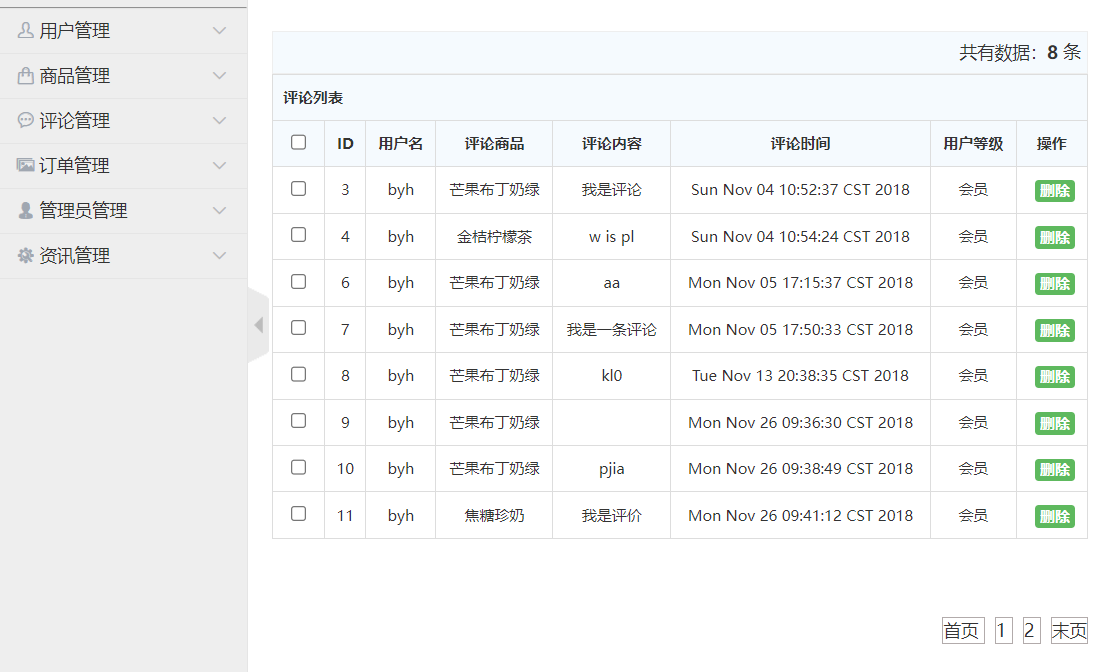 用户管理
商品管理
评论管理
订单管理
管理员管理
资讯管理
共有数据：8 条
评论列表
ID 用户名 评论商品 评论内容 评论时间 用户等级 操作
3 byh 芒果布丁奶绿 我是评论 Sun Nov 04 10:52:37 CST 2018 会员 删除
4 byh 金桔柠檬茶 w is pl Sun Nov 04 10:54:24 CST 2018 会员 删除
6 byh 芒果布丁奶绿 aa Mon Nov 05 17:15:37 CST 2018 会员 删除
7 byh 芒果布丁奶绿 我是一条评论 Mon Nov 05 17:50:33 CST 2018 会员 删除
8 byh 芒果布丁奶绿 kl0 Tue Nov 13 20:38:35 CST 2018 会员 删除
9 byh 芒果布丁奶绿 Mon Nov 26 09:36:30 CST 2018 会员 删除
10 byh 芒果布丁奶绿 pjia Mon Nov 26 09:38:49 CST 2018 会员 删除
11 byh 焦糖珍奶 我是评价 Mon Nov 26 09:41:12 CST 2018 会员 删除
首页 1 2 末页